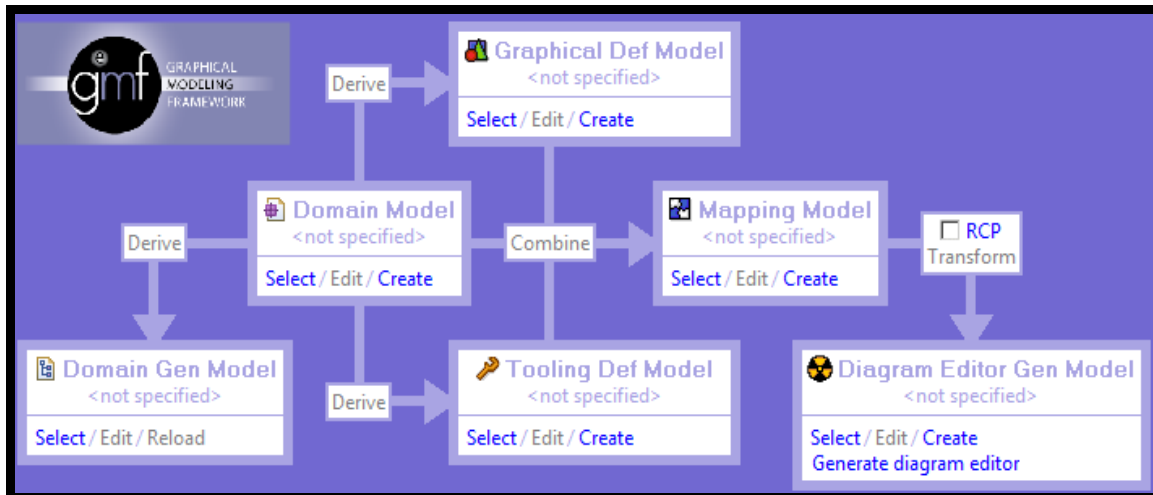 gmf
e
GRAPHICAL
MODELING
FRAMEWORK
Derive
Graphical Def Model
<not specified>
Select / Edit / Create
Derive
Domain Model
<not specified>
Select / Edit / Create
Combine
Mapping Model
<not specified>
Select / Edit / Create
RCP
Transform
Domain Gen Model
<not specified>
Select / Edit / Reload
Derive
Tooling Def Model
<not specified>
Select / Edit / Create
Diagram Editor Gen Model
<not specified>
Select / Edit / Create
Generate diagram editor